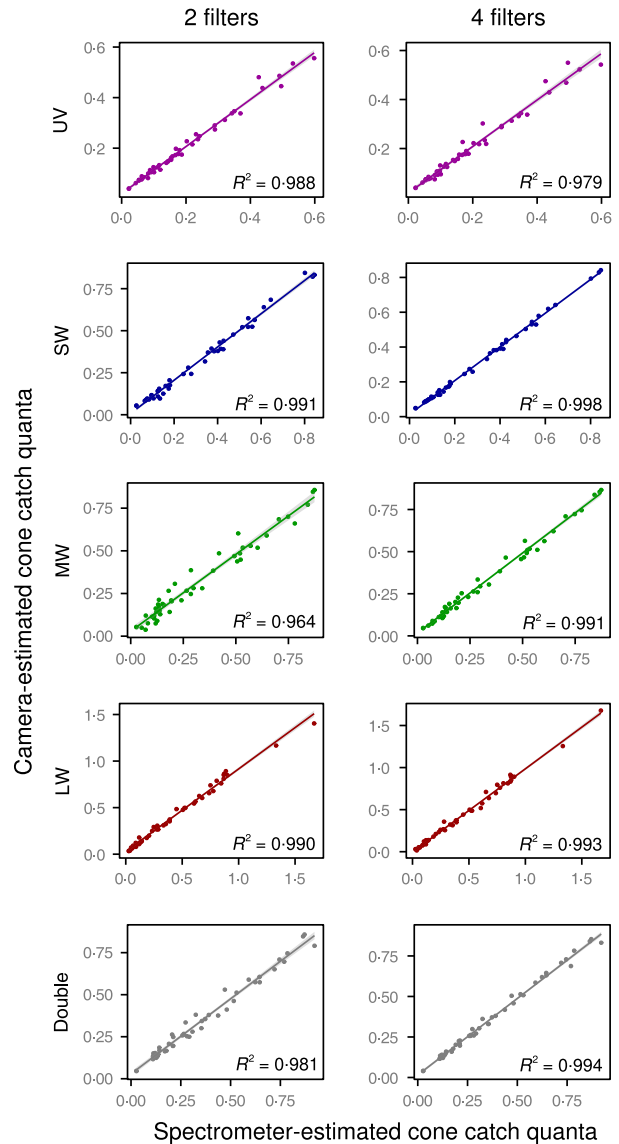 2 filters
4 filters
Camera-estimated cone catch quanta
UV
0·6
0·4
0·2
R² = 0·988
0·0 0·2 0·4 0·6
0·6
0·4
0·2
R² = 0·979
0·0 0·2 0·4 0·6
SW
0·75
0·50
0·25
0·00
R² = 0·991
0·0 0·2 0·4 0·6 0·8
0·8
0·6
0·4
0·2
0·0
R² = 0·998
0·0 0·2 0·4 0·6 0·8
MW
0·75
0·50
0·25
0·00
R² = 0·964
0·00 0·25 0·50 0·75
0·75
0·50
0·25
0·00
R² = 0·991
0·00 0·25 0·50 0·75
LW
1·5
1·0
0·5
0·0
R² = 0·990
0·0 0·5 1·0 1·5
1·5
1·0
0·5
0·0
R² = 0·993
0·0 0·5 1·0 1·5
Double
0·75
0·50
0·25
0·00
R² = 0·981
0·00 0·25 0·50 0·75
0·75
0·50
0·25
0·00
R² = 0·994
0·00 0·25 0·50 0·75
Spectrometer-estimated cone catch quanta